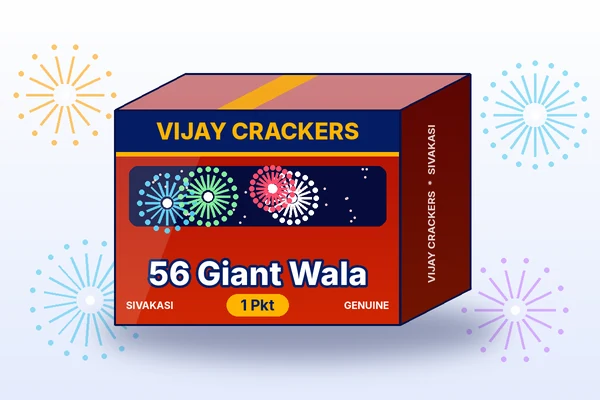 VIJAY CRACKERS
56 Giant Wala
SIVAKASI
1 Pkt
GENUINE
VIJAY CRACKERS * SIVAKASI